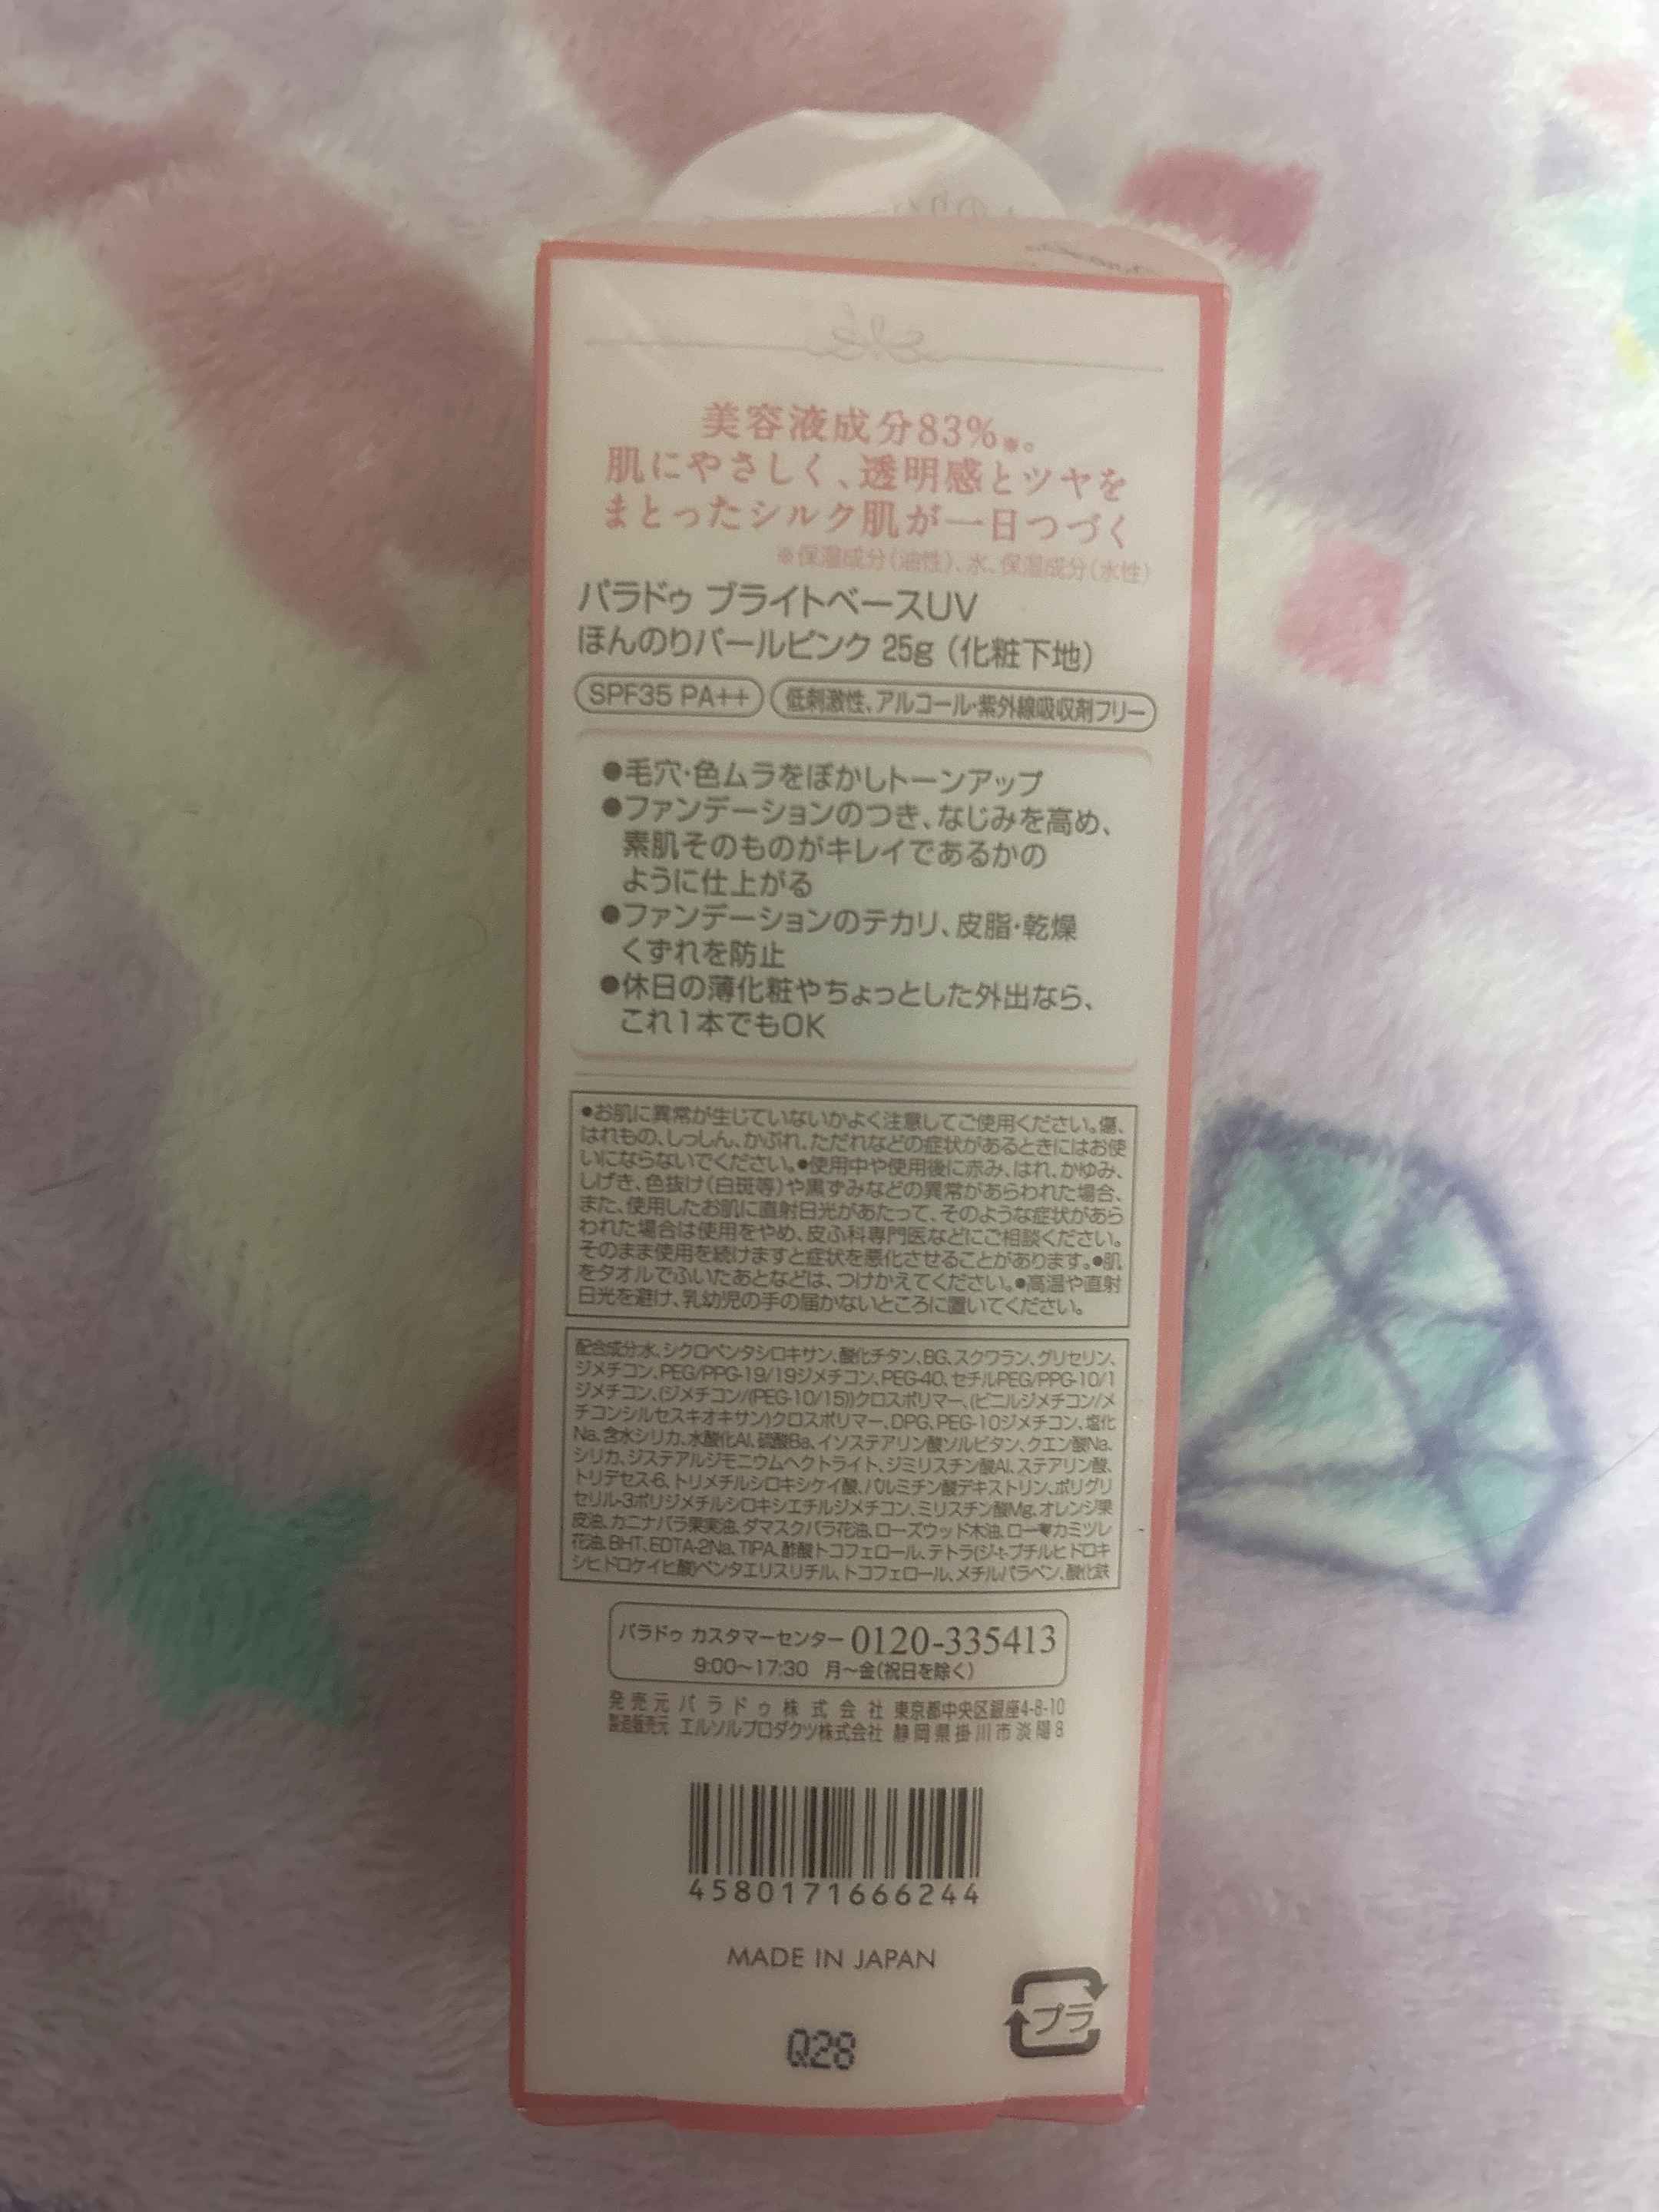 美容液成分83%※。
肌にやさしく、透明感とツヤを
まとったシルク肌が一日つづく
※保湿成分(油性)、水、保湿成分(水性)
パラドゥ ブライトベースUV
ほんのりパールピンク 25g(化粧下地)
SPF35 PA++ 低刺激性、アルコール・紫外線吸収剤フリー
●毛穴・色ムラをぼかしトーンアップ
●ファンデーションのつき、なじみを高め、
素肌そのものがキレイであるかの
ように仕上がる
●ファンデーションのテカリ、皮脂・乾燥
くずれを防止
●休日の薄化粧やちょっとした外出なら、
これ1本でもOK
●お肌に異常が生じていないかよく注意してご使用ください。傷、
はれもの、しっしん、かぶれ、ただれなどの症状があるときにはお使
いにならないでください。●使用中や使用後に赤み、はれ、かゆみ、
しげき、色抜け(白斑等)や黒ずみなどの異常があらわれた場合、
また、使用したお肌に直射日光があたって、そのような症状があら
われた場合は使用をやめ、皮ふ科専門医などにご相談ください。
そのまま使用を続けますと症状を悪化させることがあります。●肌
をタオルでふいたあとなどは、つけかえてください。●高温や直射
日光を避け、乳幼児の手の届かないところに置いてください。
配合成分水、シクロペンタシロキサン、酸化チタン、BG、スクワラン、グリセリン、
ジメチコン、PEG/PPG-19/19ジメチコン、PEG-40、セチルPEG/PPG-10/1
ジメチコン、(ジメチコン/(PEG-10/15))クロスポリマー、(ビニルジメチコン/メ
チコンシルセスキオキサン)クロスポリマー、DPG、PEG-10ジメチコン、塩化
Na、含水シリカ、水酸化Al、硫酸Ba、イソステアリン酸ソルビタン、クエン酸Na、
シリカ、ジステアルジモニウムヘクトライト、ジミリスチン酸Al、ステアリン酸、
トリデセス-6、トリメチルシロキシケイ酸、パルミチン酸デキストリン、ポリグリ
セリル-3ポリジメチルシロキシエチルジメチコン、ミリスチン酸Mg、オレンジ果
皮油、カニナバラ果実油、ダマスクバラ花油、ローズウッド木油、ローマカミツレ
花油、BHT、EDTA-2Na、TIPA、酢酸トコフェロール、テトラ(ジ-t-ブチルヒドロキ
シヒドロケイヒ酸)ペンタエリスリチル、トコフェロール、メチルパラベン、酸化鉄
パラドゥ カスタマーセンター 0120-335413
9:00〜17:30 月〜金(祝日を除く)
発売元 パラドゥ株式会社 東京都中央区銀座4-8-10
製造販売元 エルソルプロダクツ株式会社 静岡県掛川市淡陽8
4580171666244
MADE IN JAPAN
プラ
Q28